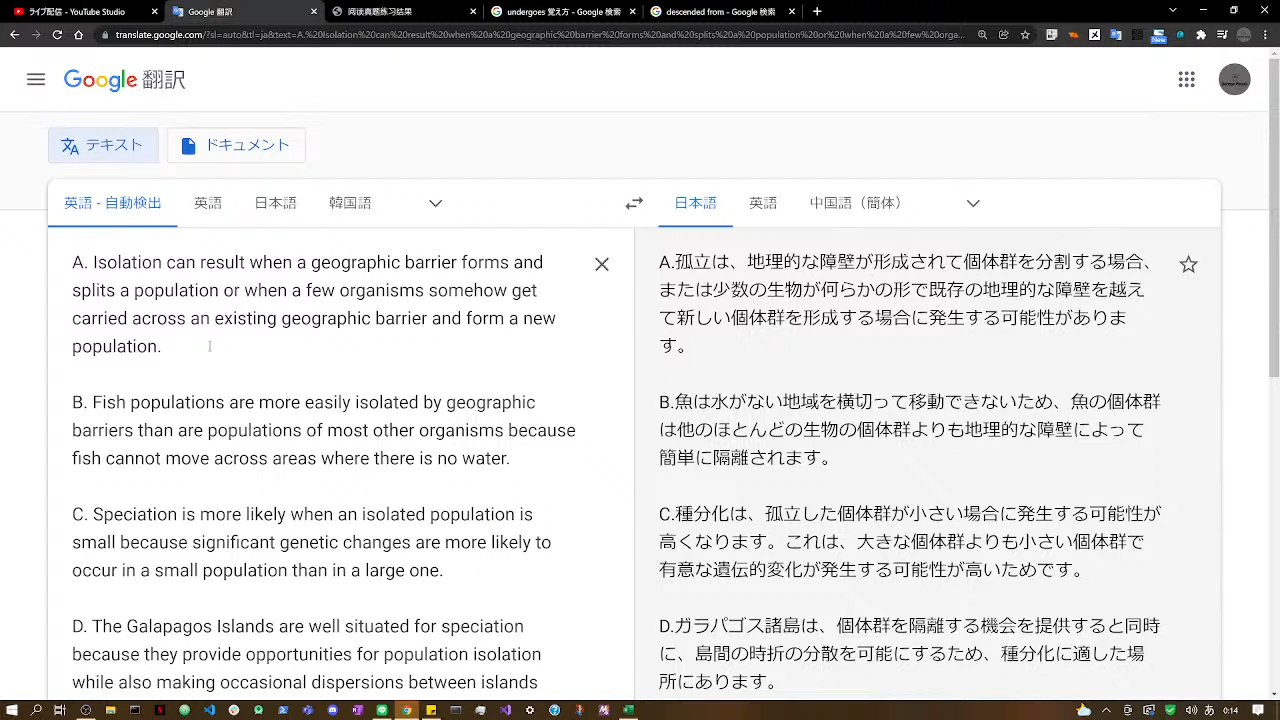 ライブ配信 - YouTube Studio
Google 翻訳
阅读真题练习结果
undergoes 覚え方 - Google 検索
descended from - Google 検索
translate.google.com/?sl=auto&tl=ja&text=A.%20Isolation%20can%20result%20when%20a%20geographic%20barrier%20forms%20and%20splits%20a%20population%20or%20when%20a%20few%20orga...
New
Google 翻訳
テキスト
ドキュメント
英語 - 自動検出
英語
日本語
韓国語
日本語
英語
中国語（簡体）
A. Isolation can result when a geographic barrier forms and
splits a population or when a few organisms somehow get
carried across an existing geographic barrier and form a new
population.
B. Fish populations are more easily isolated by geographic
barriers than are populations of most other organisms because
fish cannot move across areas where there is no water.
C. Speciation is more likely when an isolated population is
small because significant genetic changes are more likely to
occur in a small population than in a large one.
D. The Galapagos Islands are well situated for speciation
because they provide opportunities for population isolation
while also making occasional dispersions between islands
A.孤立は、地理的な障壁が形成されて個体群を分割する場合、
または少数の生物が何らかの形で既存の地理的な障壁を越え
て新しい個体群を形成する場合に発生する可能性がありま
す。
B.魚は水がない地域を横切って移動できないため、魚の個体群
は他のほとんどの生物の個体群よりも地理的な障壁によって
簡単に隔離されます。
C.種分化は、孤立した個体群が小さい場合に発生する可能性が
高くなります。これは、大きな個体群よりも小さい個体群で
有意な遺伝的変化が発生する可能性が高いためです。
D.ガラパゴス諸島は、個体群を隔離する機会を提供すると同時
に、島間の時折の分散を可能にするため、種分化に適した場
所にあります。
あ
0:14